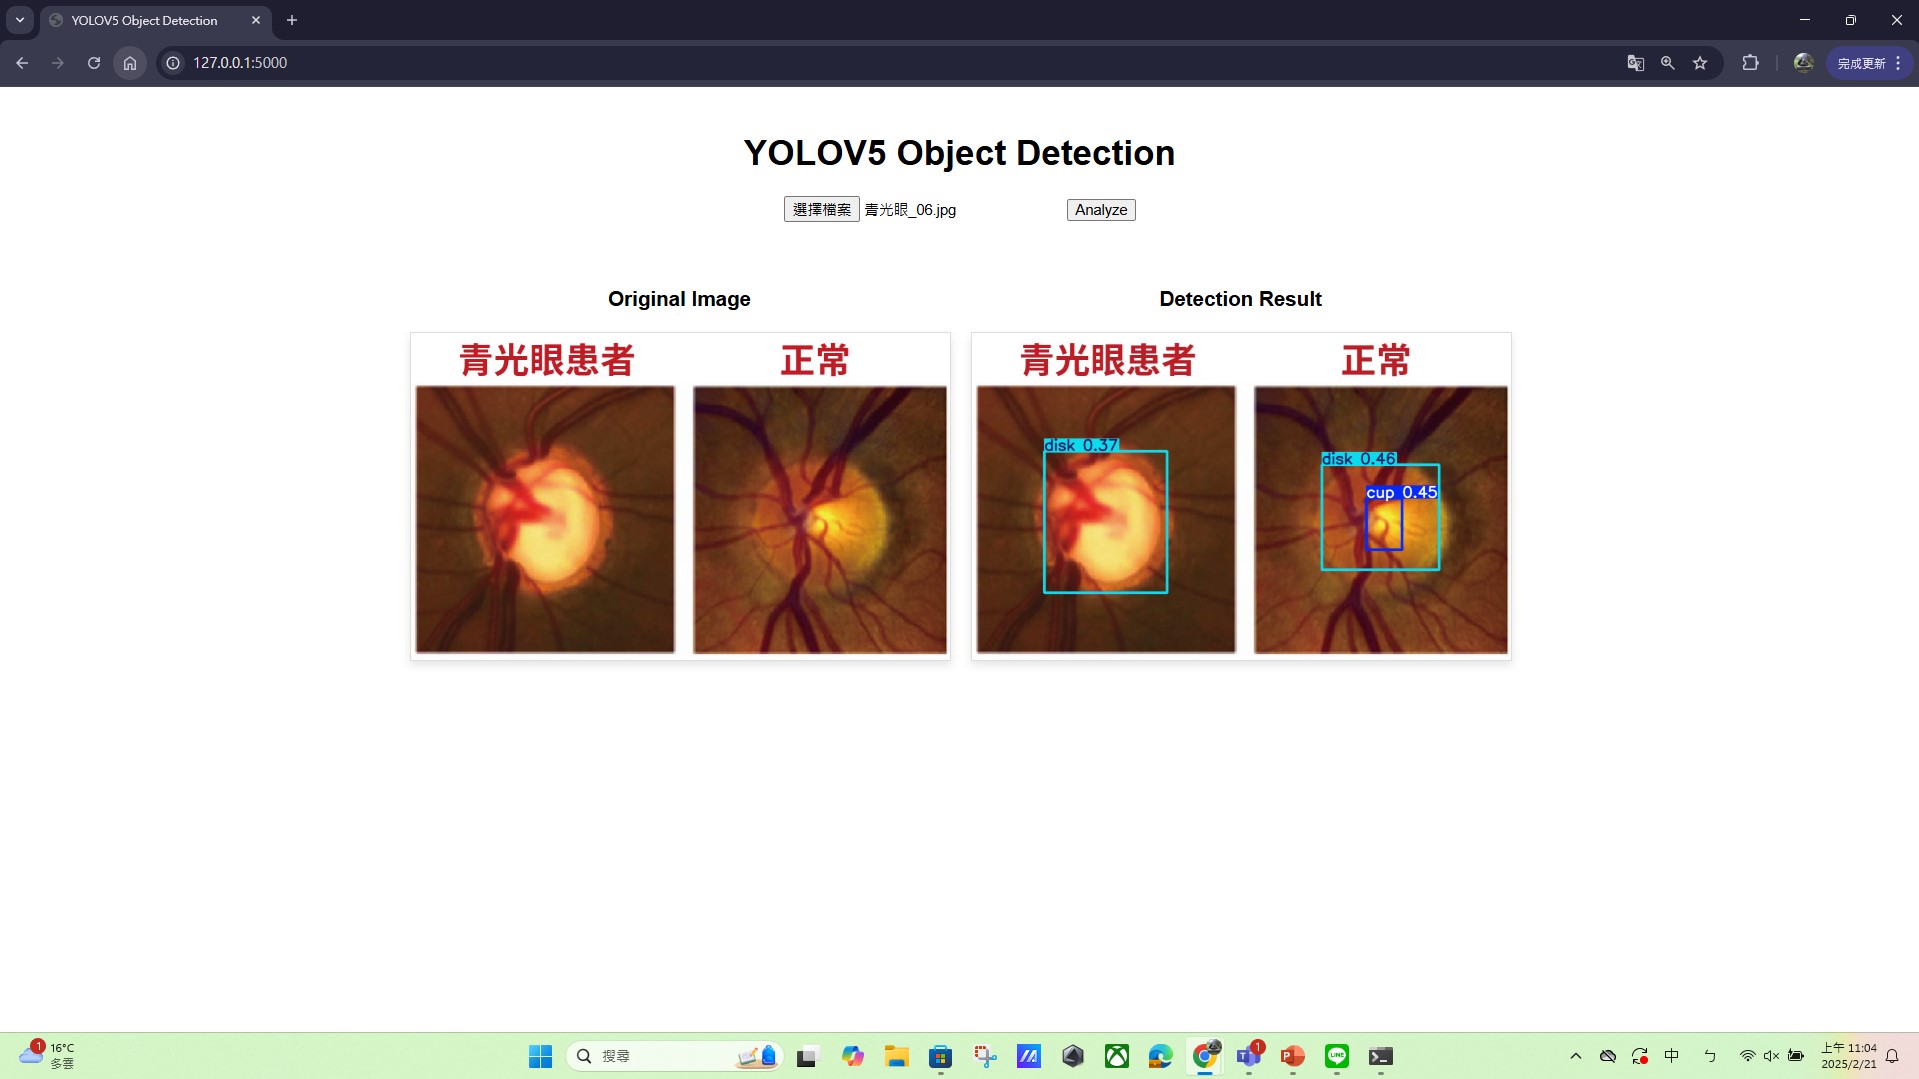 YOLOV5 Object Detection
127.0.0.1:5000
完成更新
YOLOV5 Object Detection
選擇檔案 青光眼_06.jpg
Analyze
Original Image
Detection Result
青光眼患者
正常
青光眼患者
正常
disk 0.37
disk 0.46
cup 0.45
1
16°C
多雲
搜尋
1
LINE
中
ㄣ
上午 11:04
2025/2/21